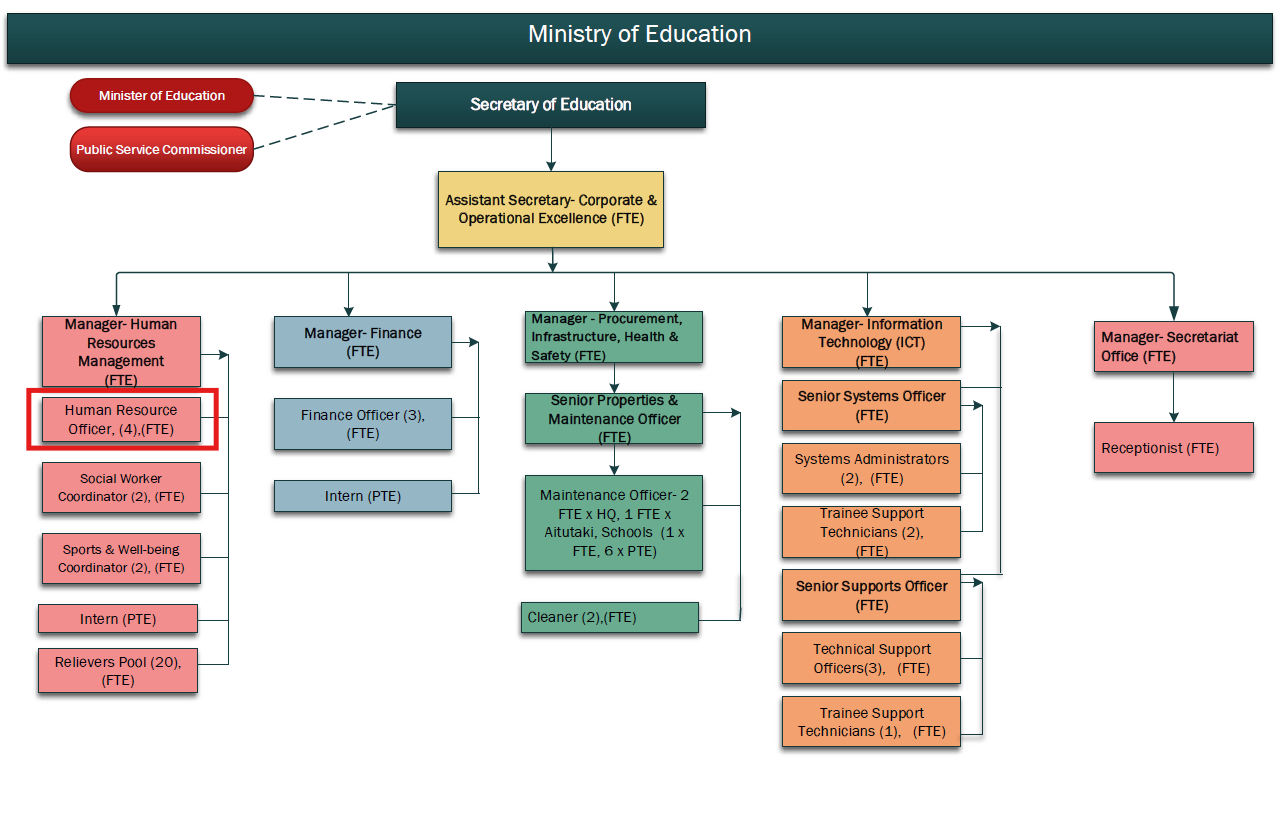 Ministry of Education
Minister of Education
Public Service Commissioner
Secretary of Education
Assistant Secretary- Corporate &
Operational Excellence (FTE)
Manager- Human
Resources
Management
(FTE)
Human Resource
Officer, (4),(FTE)
Social Worker
Coordinator (2), (FTE)
Sports & Well-being
Coordinator (2), (FTE)
Intern (PTE)
Relievers Pool (20),
(FTE)
Manager- Finance
(FTE)
Finance Officer (3),
(FTE)
Intern (PTE)
Manager - Procurement,
Infrastructure, Health &
Safety (FTE)
Senior Properties &
Maintenance Officer
(FTE)
Maintenance Officer- 2
FTE x HQ, 1 FTE x
Aitutaki, Schools (1 x
FTE, 6 x PTE)
Cleaner (2),(FTE)
Manager- Information
Technology (ICT)
(FTE)
Senior Systems Officer
(FTE)
Systems Administrators
(2), (FTE)
Trainee Support
Technicians (2),
(FTE)
Senior Supports Officer
(FTE)
Technical Support
Officers(3), (FTE)
Trainee Support
Technicians (1), (FTE)
Manager- Secretariat
Office (FTE)
Receptionist (FTE)